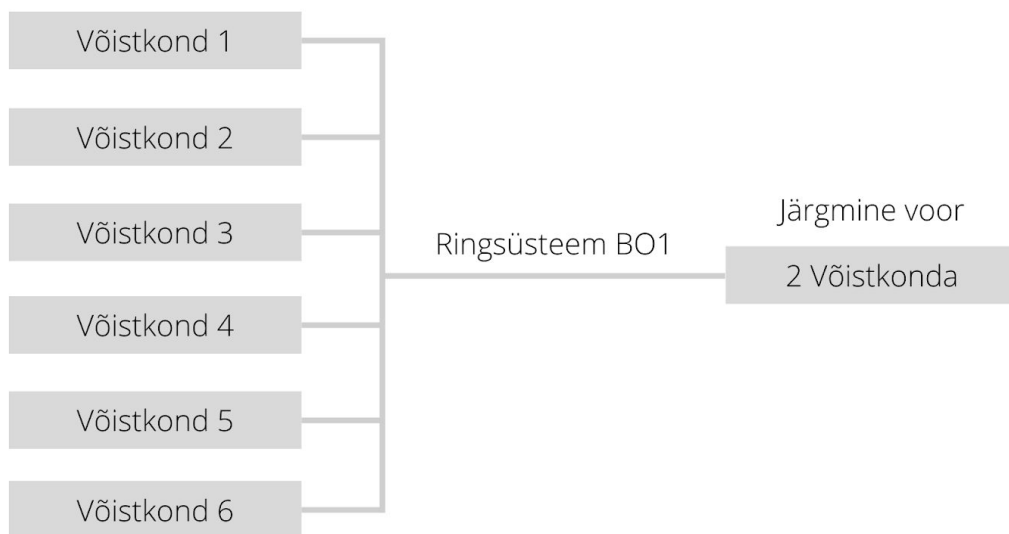 Võistkond 1
Võistkond 2
Võistkond 3
Võistkond 4
Võistkond 5
Võistkond 6
Ringsüsteem BO1
Järgmine voor
2 Võistkonda